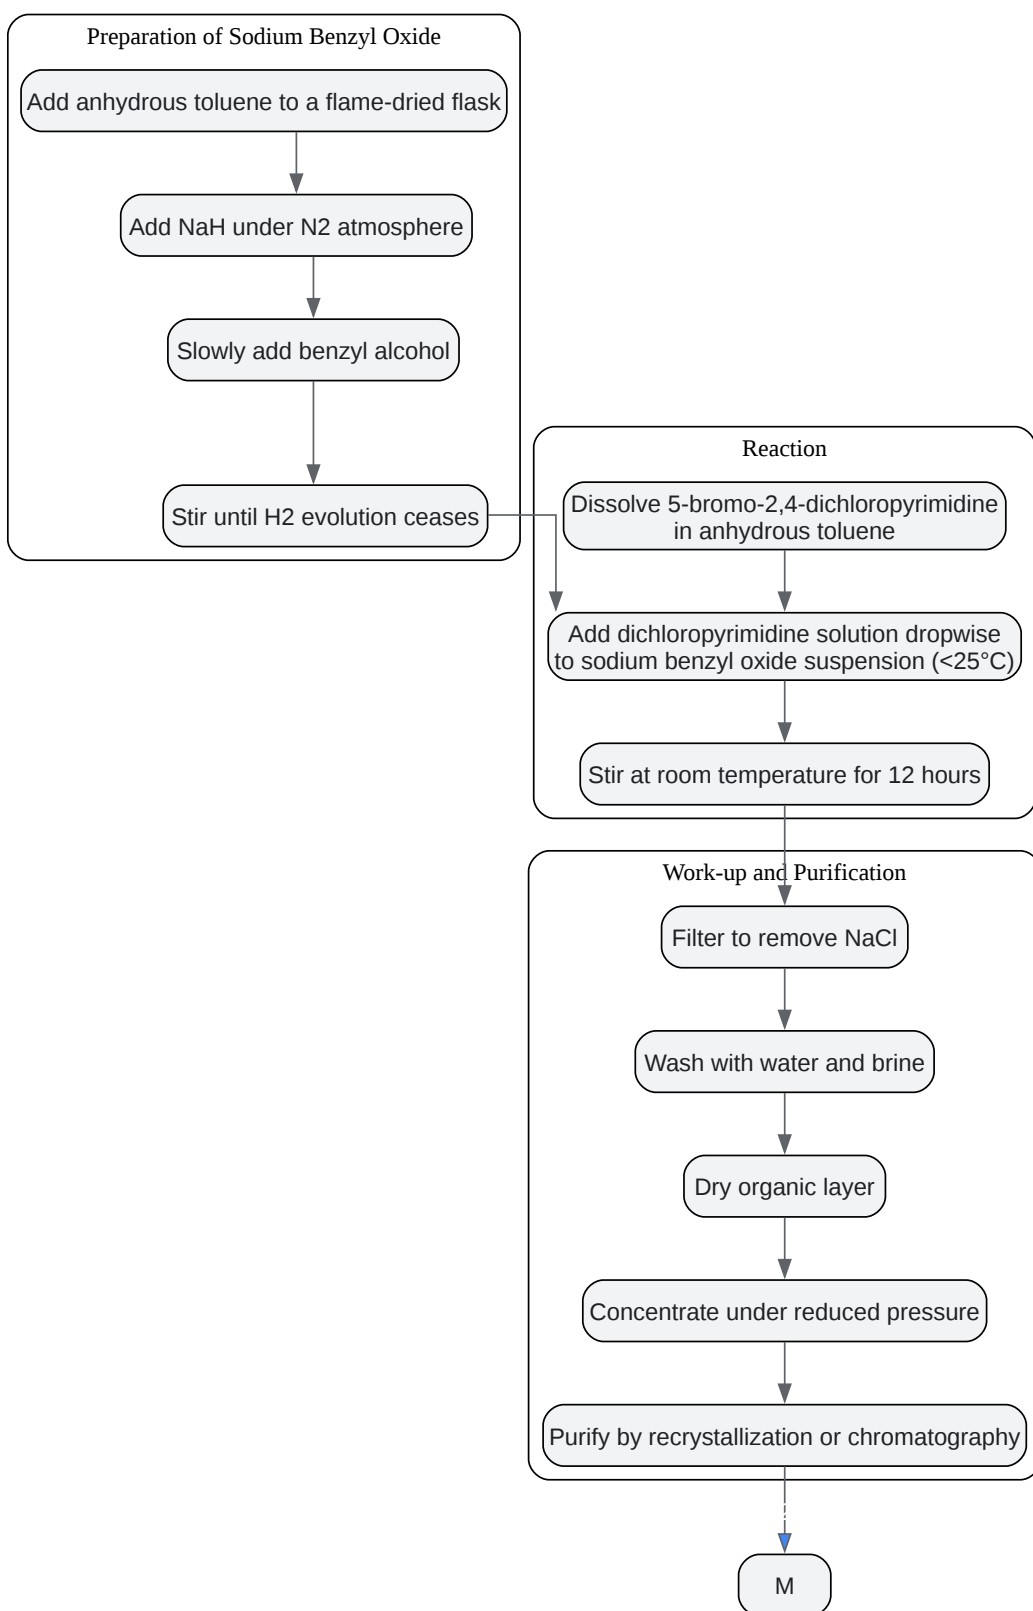 Preparation of Sodium Benzyl Oxide
Add anhydrous toluene to a flame-dried flask
Add NaH under N2 atmosphere
Slowly add benzyl alcohol
Stir until H2 evolution ceases
Reaction
Dissolve 5-bromo-2,4-dichloropyrimidine
in anhydrous toluene
Add dichloropyrimidine solution dropwise
to sodium benzyl oxide suspension (<25°C)
Stir at room temperature for 12 hours
Work-up and Purification
Filter to remove NaCl
Wash with water and brine
Dry organic layer
Concentrate under reduced pressure
Purify by recrystallization or chromatography
M